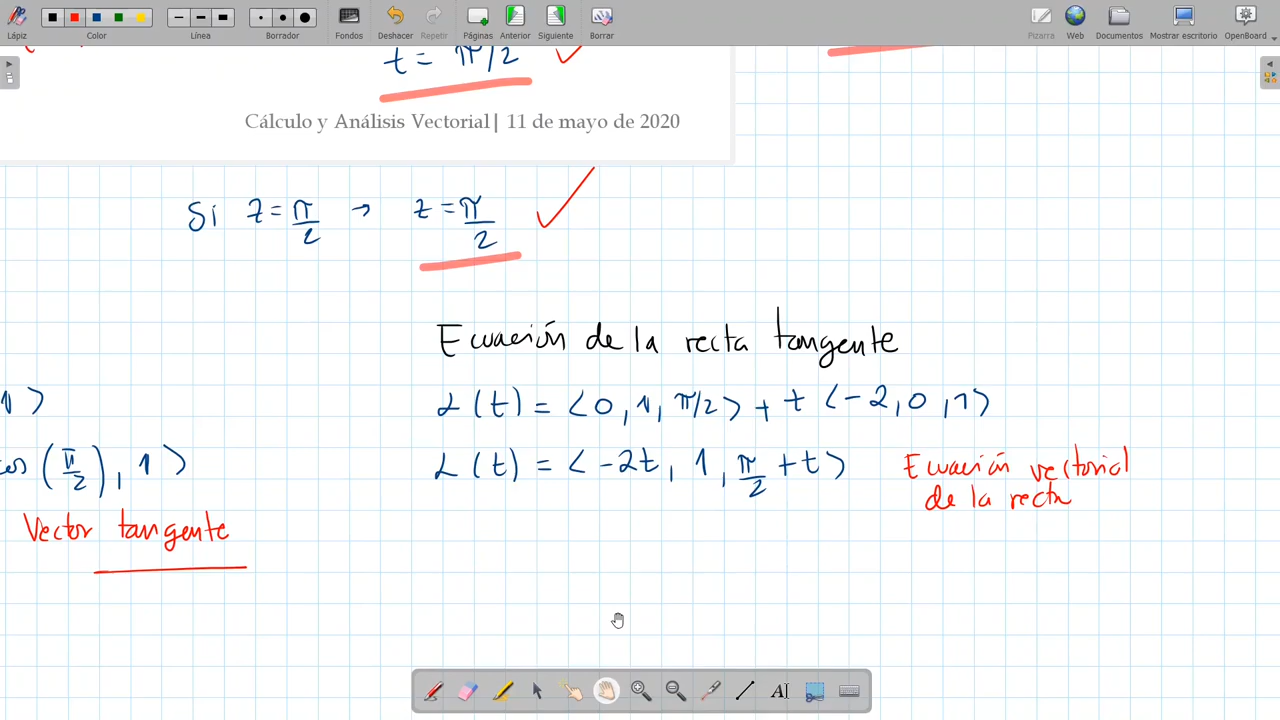 Lápiz Color Línea Borrador Fondos Deshacer Repetir Páginas Anterior Siguiente Borrar Pizarra Web Documentos Mostrar escritorio OpenBoard
t = π/2
Cálculo y Análisis Vectorial| 11 de mayo de 2020
Si z = π/2 → z = π/2
Ecuación de la recta tangente
1 ⟩
L(t) = ⟨0, 1, π/2⟩ + t ⟨-2, 0, 1⟩
cos (π/2), 1 ⟩
L(t) = ⟨-2t, 1, π/2 + t⟩
Ecuación vectorial
de la recta
Vector tangente